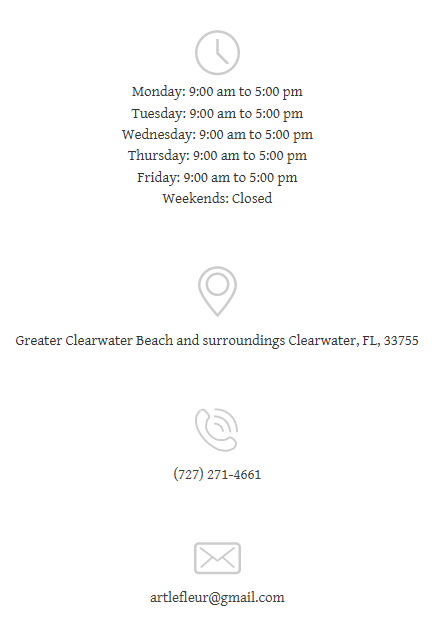 Monday: 9:00 am to 5:00 pm
Tuesday: 9:00 am to 5:00 pm
Wednesday: 9:00 am to 5:00 pm
Thursday: 9:00 am to 5:00 pm
Friday: 9:00 am to 5:00 pm
Weekends: Closed
Greater Clearwater Beach and surroundings Clearwater, FL, 33755
(727) 271-4661
artlefleur@gmail.com